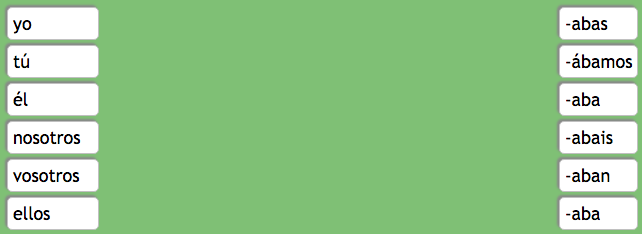 yo -abas
tú -ábamos
él -aba
nosotros -abais
vosotros -aban
ellos -aba